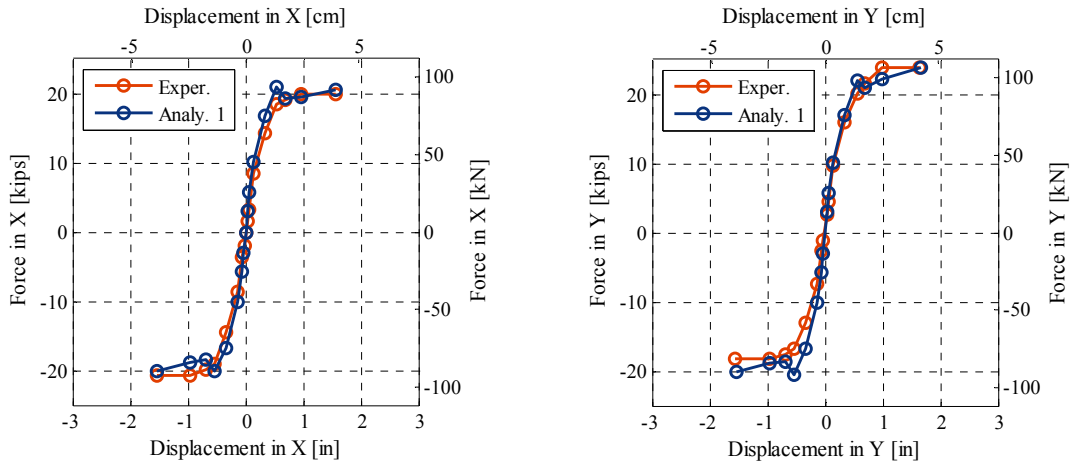 Displacement in X [cm]
-5 0 5
Force in X [kips]
20
10
0
-10
-20
Exper.
Analy. 1
100
50
0
-50
-100
Force in X [kN]
-3 -2 -1 0 1 2 3
Displacement in X [in]
Displacement in Y [cm]
-5 0 5
Force in Y [kips]
20
10
0
-10
-20
Exper.
Analy. 1
100
50
0
-50
-100
Force in Y [kN]
-3 -2 -1 0 1 2 3
Displacement in Y [in]